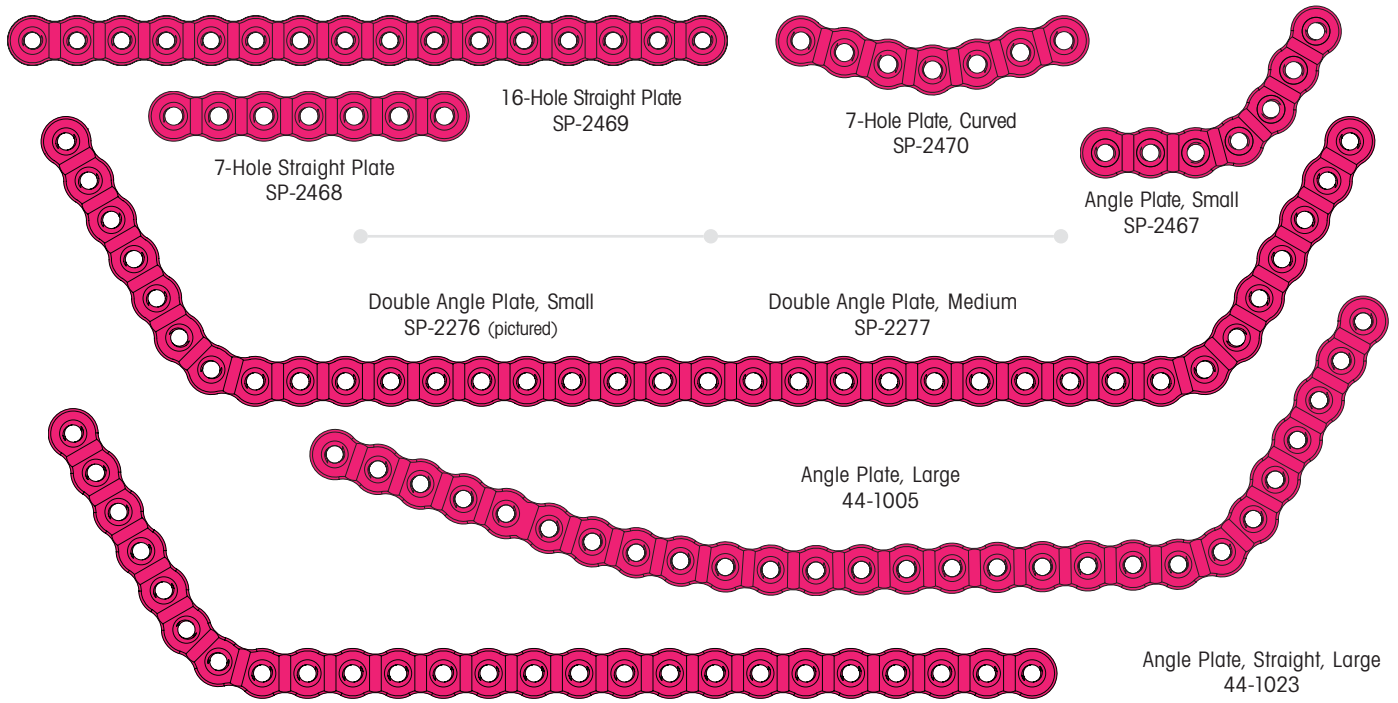 16-Hole Straight Plate
SP-2469
7-Hole Plate, Curved
SP-2470
7-Hole Straight Plate
SP-2468
Angle Plate, Small
SP-2467
Double Angle Plate, Small
SP-2276 (pictured)
Double Angle Plate, Medium
SP-2277
Angle Plate, Large
44-1005
Angle Plate, Straight, Large
44-1023